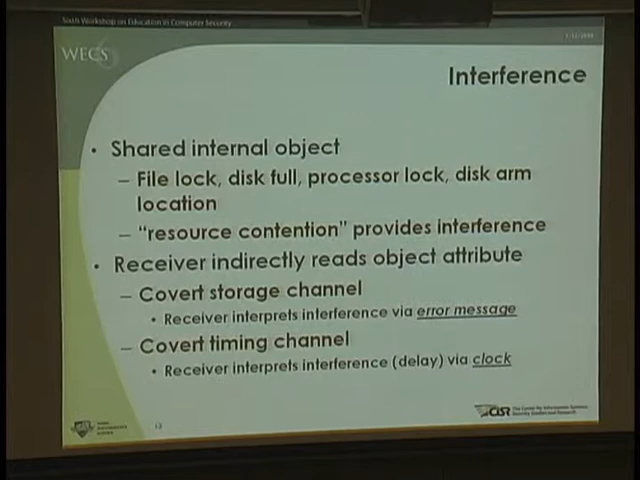 Sixth Workshop on Education in Computer Security
WECS
6
Interference
• Shared internal object
– File lock, disk full, processor lock, disk arm
location
– "resource contention" provides interference
• Receiver indirectly reads object attribute
– Covert storage channel
• Receiver interprets interference via error message
– Covert timing channel
• Receiver interprets interference (delay) via clock
CISR The Center for Information Systems
Security Studies and Research